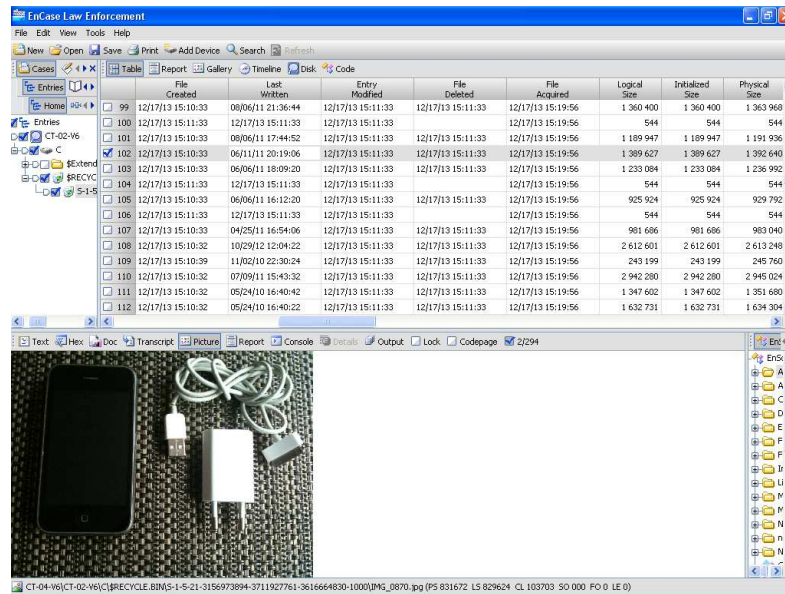 EnCase Law Enforcement
File Edit View Tools Help
New Open Save Print Add Device Search Refresh
Cases Table Report Gallery Timeline Disk Code
Entries
Home
File Created Last Written Entry Modified File Deleted File Acquired Logical Size Initialized Size Physical Size
99 12/17/13 15:10:33 08/06/11 21:36:44 12/17/13 15:11:33 12/17/13 15:11:33 12/17/13 15:19:56 1 360 400 1 360 400 1 363 968
Entries
100 12/17/13 15:11:33 12/17/13 15:11:33 12/17/13 15:11:33 12/17/13 15:19:56 544 544 544
CT-02-V6
101 12/17/13 15:10:33 08/06/11 17:44:52 12/17/13 15:11:33 12/17/13 15:11:33 12/17/13 15:19:56 1 189 947 1 189 947 1 191 936
C
102 12/17/13 15:10:33 06/11/11 20:19:06 12/17/13 15:11:33 12/17/13 15:11:33 12/17/13 15:19:56 1 389 627 1 389 627 1 392 640
$Extend
103 12/17/13 15:10:33 06/06/11 18:09:20 12/17/13 15:11:33 12/17/13 15:11:33 12/17/13 15:19:56 1 233 084 1 233 084 1 236 992
$RECYC
104 12/17/13 15:11:33 12/17/13 15:11:33 12/17/13 15:11:33 12/17/13 15:19:56 544 544 544
S-1-5
105 12/17/13 15:10:33 06/06/11 16:12:20 12/17/13 15:11:33 12/17/13 15:11:33 12/17/13 15:19:56 925 924 925 924 929 792
106 12/17/13 15:11:33 12/17/13 15:11:33 12/17/13 15:11:33 12/17/13 15:19:56 544 544 544
107 12/17/13 15:10:33 04/25/11 16:54:06 12/17/13 15:11:33 12/17/13 15:11:33 12/17/13 15:19:56 981 686 981 686 983 040
108 12/17/13 15:10:32 10/29/12 12:04:22 12/17/13 15:11:33 12/17/13 15:11:33 12/17/13 15:19:56 2 612 601 2 612 601 2 613 248
109 12/17/13 15:10:39 11/02/10 22:30:24 12/17/13 15:11:33 12/17/13 15:11:33 12/17/13 15:19:56 243 199 243 199 245 760
110 12/17/13 15:10:32 07/09/11 15:43:32 12/17/13 15:11:33 12/17/13 15:11:33 12/17/13 15:19:56 2 942 280 2 942 280 2 945 024
111 12/17/13 15:10:32 05/24/10 16:40:42 12/17/13 15:11:33 12/17/13 15:11:33 12/17/13 15:19:56 1 347 602 1 347 602 1 351 680
112 12/17/13 15:10:32 05/24/10 16:40:22 12/17/13 15:11:33 12/17/13 15:11:33 12/17/13 15:19:56 1 632 731 1 632 731 1 634 304
Text Hex Doc Transcript Picture Report Console Details Output Lock Codepage 2/294
EnSc
A
A
C
D
E
F
F
Ir
Li
M
M
N
n
N
CT-04-V6\CT-02-V6\C\$RECYCLE.BIN\S-1-5-21-3156973894-3711927761-3616664830-1000\IMG_0870.jpg (PS 831672 LS 829624 CL 103703 SO 000 FO 0 LE 0)